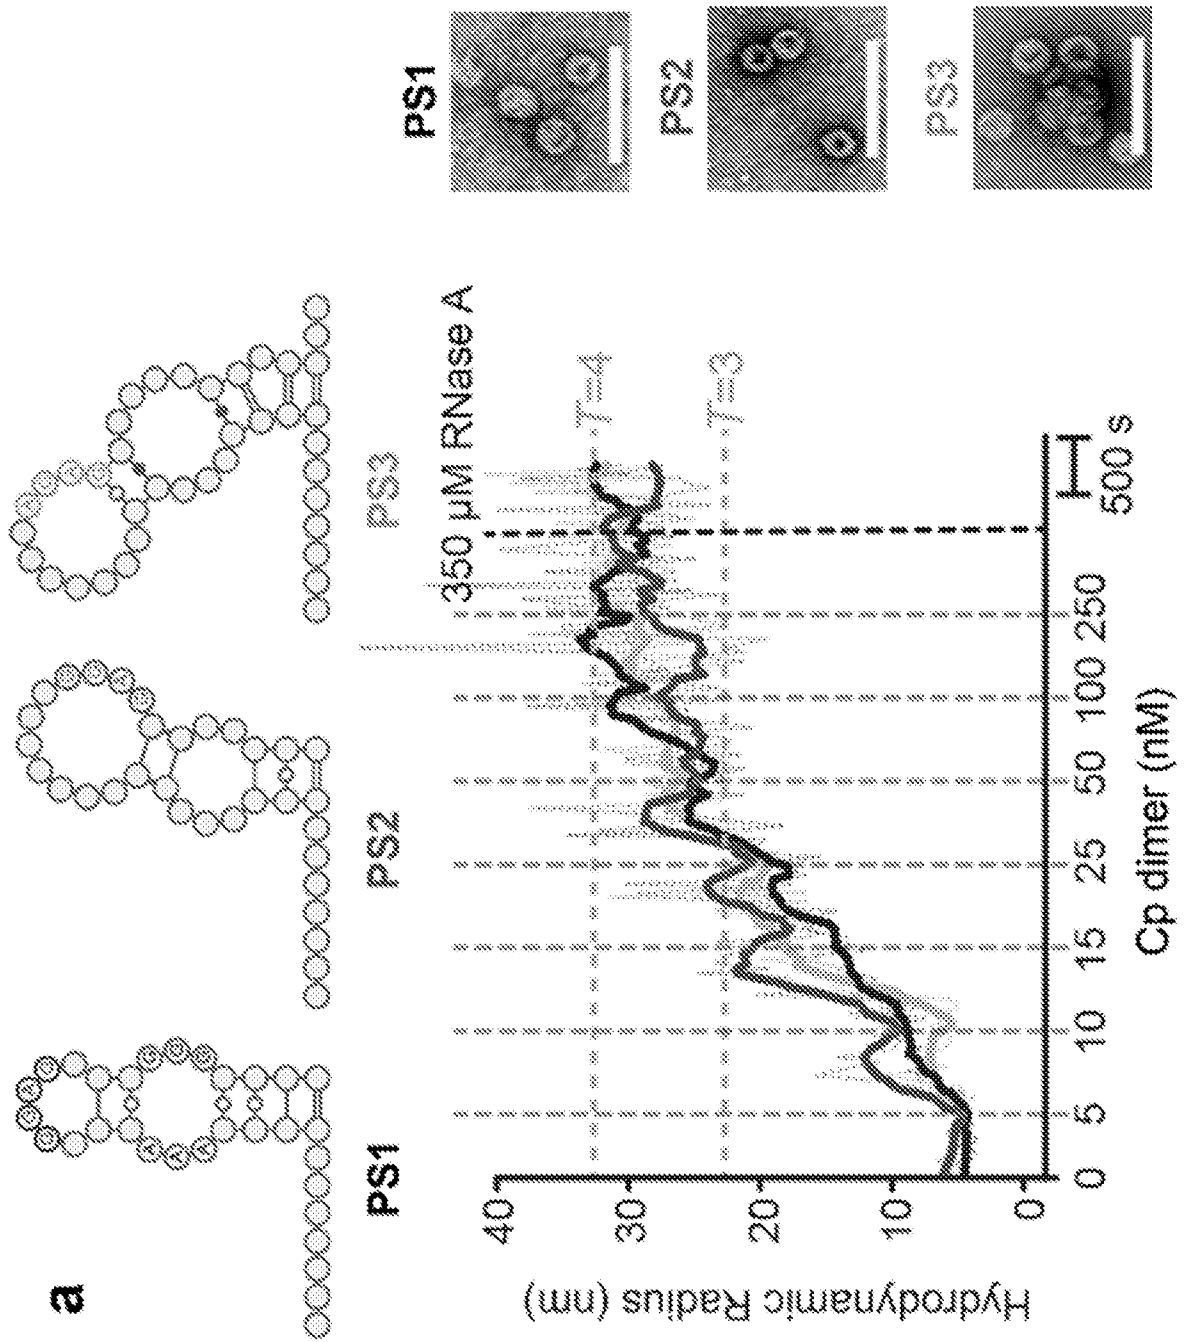 a
PS1
PS2
PS3
350 µM RNase A
T=4
T=3
40
30
20
10
0
Hydrodynamic Radius (nm)
0
5
10
15
25
50
100
250
500 s
Cp dimer (nM)
PS1
PS2
PS3